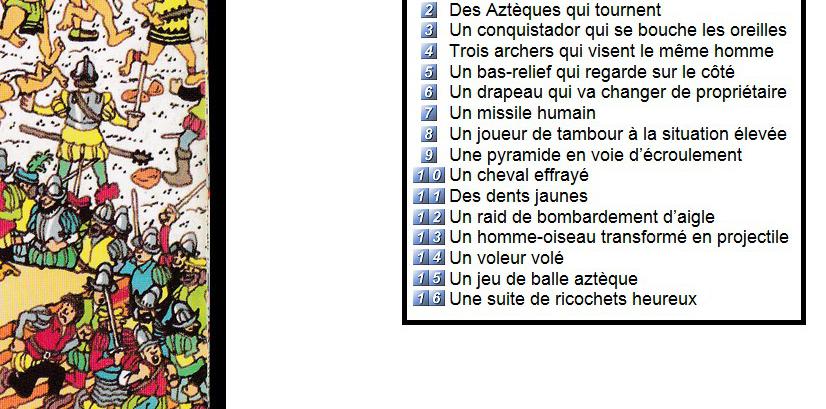 2 Des Aztèques qui tournent
3 Un conquistador qui se bouche les oreilles
4 Trois archers qui visent le même homme
5 Un bas-relief qui regarde sur le côté
6 Un drapeau qui va changer de propriétaire
7 Un missile humain
8 Un joueur de tambour à la situation élevée
9 Une pyramide en voie d’écroulement
10 Un cheval effrayé
11 Des dents jaunes
12 Un raid de bombardement d’aigle
13 Un homme-oiseau transformé en projectile
14 Un voleur volé
15 Un jeu de balle aztèque
16 Une suite de ricochets heureux